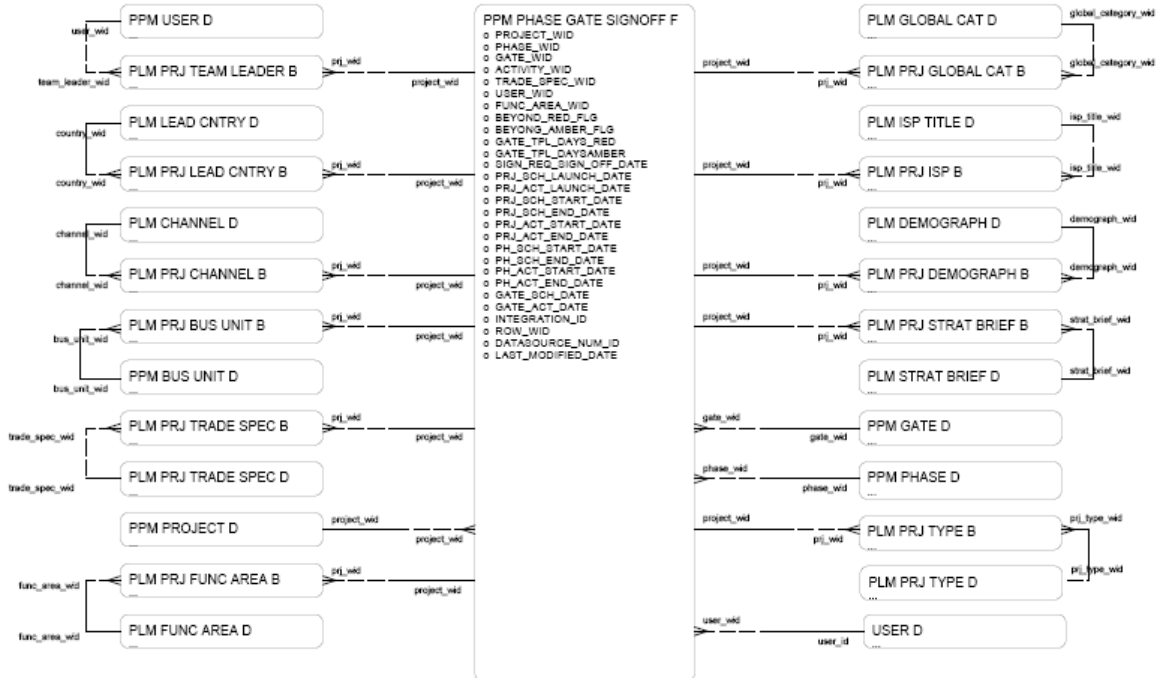 PPM USER D
...
user_wid
PLM PRJ TEAM LEADER B
...
team_leader_wid
prj_wid
project_wid
PLM LEAD CNTRY D
...
country_wid
PLM PRJ LEAD CNTRY B
...
country_wid
prj_wid
project_wid
PLM CHANNEL D
...
channel_wid
PLM PRJ CHANNEL B
...
channel_wid
prj_wid
project_wid
PLM PRJ BUS UNIT B
...
bus_unit_wid
prj_wid
project_wid
PPM BUS UNIT D
...
bus_unit_wid
PLM PRJ TRADE SPEC B
...
trade_spec_wid
prj_wid
project_wid
PLM PRJ TRADE SPEC D
...
trade_spec_wid
PPM PROJECT D
...
project_wid
project_wid
PLM PRJ FUNC AREA B
...
func_area_wid
prj_wid
project_wid
PLM FUNC AREA D
...
func_area_wid
PPM PHASE GATE SIGNOFF F
o PROJECT_WID
o PHASE_WID
o GATE_WID
o ACTIVITY_WID
o TRADE_SPEC_WID
o USER_WID
o FUNC_AREA_WID
o BEYOND_RED_FLG
o BEYONG_AMBER_FLG
o GATE_TPL_DAYS_RED
o GATE_TPL_DAYSAMBER
o SIGN_REQ_SIGN_OFF_DATE
o PRJ_SCH_LAUNCH_DATE
o PRJ_ACT_LAUNCH_DATE
o PRJ_SCH_START_DATE
o PRJ_SCH_END_DATE
o PRJ_ACT_START_DATE
o PRJ_ACT_END_DATE
o PH_SCH_START_DATE
o PH_SCH_END_DATE
o PH_ACT_START_DATE
o PH_ACT_END_DATE
o GATE_SCH_DATE
o GATE_ACT_DATE
o INTEGRATION_ID
o ROW_WID
o DATASOURCE_NUM_ID
o LAST_MODIFIED_DATE
PLM GLOBAL CAT D
...
global_category_wid
project_wid
prj_wid
PLM PRJ GLOBAL CAT B
...
global_category_wid
PLM ISP TITLE D
...
isp_title_wid
project_wid
prj_wid
PLM PRJ ISP B
...
isp_title_wid
PLM DEMOGRAPH D
...
demograph_wid
project_wid
prj_wid
PLM PRJ DEMOGRAPH B
...
demograph_wid
project_wid
prj_wid
PLM PRJ STRAT BRIEF B
...
strat_brief_wid
PLM STRAT BRIEF D
...
strat_brief_wid
gate_wid
gate_wid
PPM GATE D
...
phase_wid
phase_wid
PPM PHASE D
...
project_wid
prj_wid
PLM PRJ TYPE B
...
prj_type_wid
PLM PRJ TYPE D
...
prj_type_wid
user_wid
user_id
USER D
...